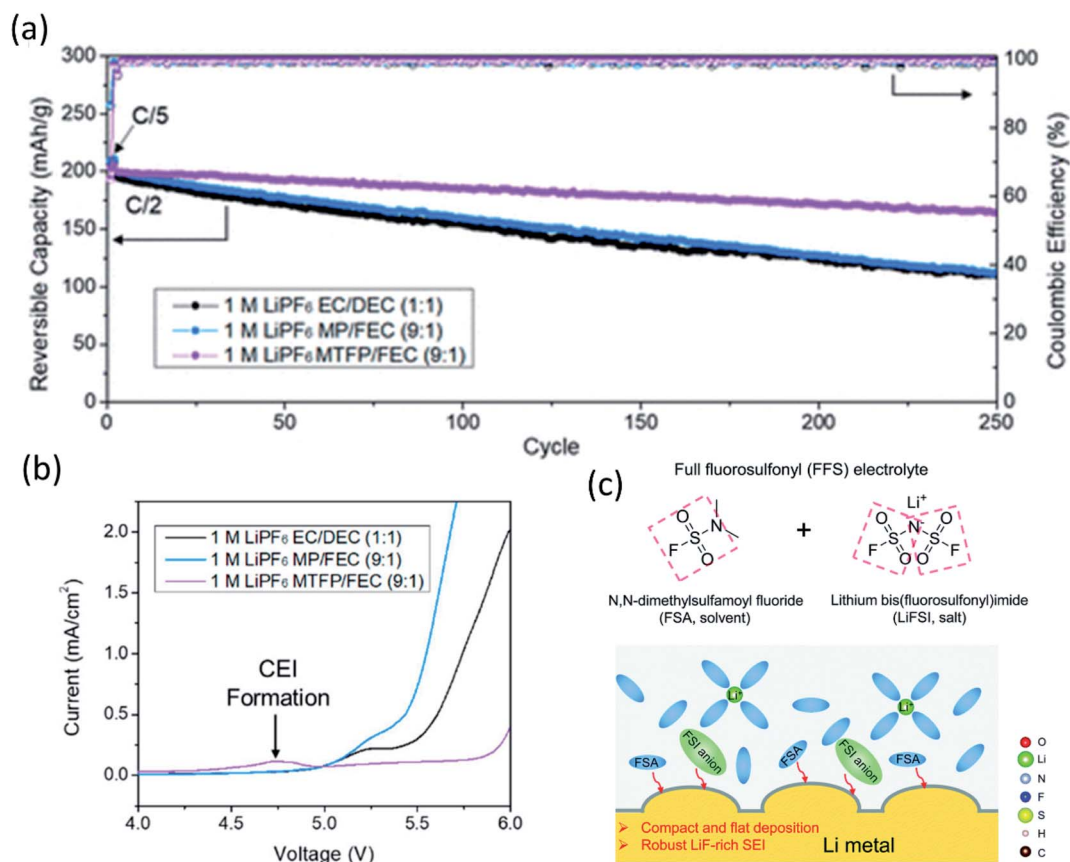 (a)
300
250
200
150
100
50
0
Reversible Capacity (mAh/g)
C/5
C/2
1 M LiPF₆ EC/DEC (1:1)
1 M LiPF₆ MP/FEC (9:1)
1 M LiPF₆ MTFP/FEC (9:1)
0 50 100 150 200 250
Cycle
100
80
60
40
20
0
Coulombic Efficiency (%)
(b)
2.0
1.5
1.0
0.5
0.0
Current (mA/cm²)
1 M LiPF₆ EC/DEC (1:1)
1 M LiPF₆ MP/FEC (9:1)
1 M LiPF₆ MTFP/FEC (9:1)
CEI
Formation
4.0 4.5 5.0 5.5 6.0
Voltage (V)
(c)
Full fluorosulfonyl (FFS) electrolyte
O
F S N
O
+
Li⁺
O N⁻ O
F S S F
O O
N,N-dimethylsulfamoyl fluoride
(FSA, solvent)
Lithium bis(fluorosulfonyl)imide
(LiFSI, salt)
Li⁺
Li⁺
FSA
FSI anion
FSA
FSI anion
FSA
➢ Compact and flat deposition
➢ Robust LiF-rich SEI
Li metal
O
Li
N
F
S
H
C